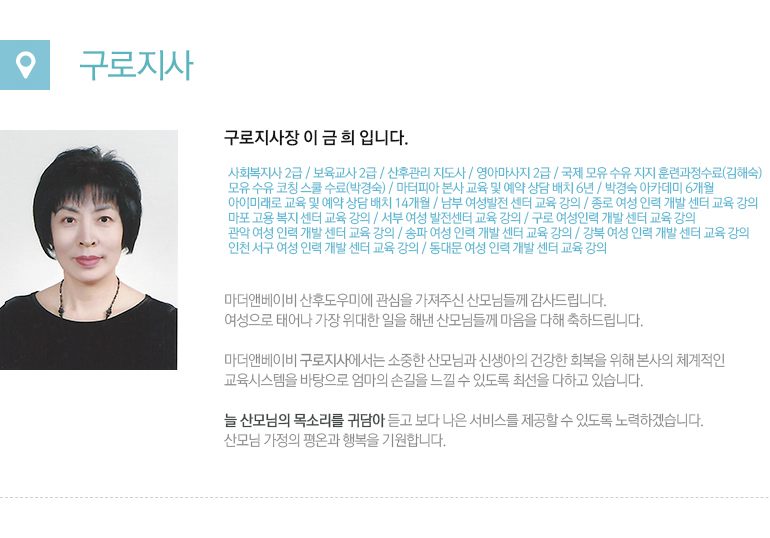 구로지사
구로지사장 이 금 희 입니다.
사회복지사 2급 / 보육교사 2급 / 산후관리 지도사 / 영아마사지 2급 / 국제 모유 수유 지지 훈련과정수료(김해숙)
모유 수유 코칭 스쿨 수료(박경숙) / 마터피아 본사 교육 및 예약 상담 배치 6년 / 박경숙 아카데미 6개월
아이미래로 교육 및 예약 상담 배치 14개월 / 남부 여성발전 센터 교육 강의 / 종로 여성 인력 개발 센터 교육 강의
마포 고용 복지 센터 교육 강의 / 서부 여성 발전센터 교육 강의 / 구로 여성인력 개발 센터 교육 강의
관악 여성 인력 개발 센터 교육 강의 / 송파 여성 인력 개발 센터 교육 강의 / 강북 여성 인력 개발 센터 교육 강의
인천 서구 여성 인력 개발 센터 교육 강의 / 동대문 여성 인력 개발 센터 교육 강의
마더앤베이비 산후도우미에 관심을 가져주신 산모님들께 감사드립니다.
여성으로 태어나 가장 위대한 일을 해낸 산모님들께 마음을 다해 축하드립니다.
마더앤베이비 구로지사에서는 소중한 산모님과 신생아의 건강한 회복을 위해 본사의 체계적인
교육시스템을 바탕으로 엄마의 손길을 느낄 수 있도록 최선을 다하고 있습니다.
늘 산모님의 목소리를 귀담아 듣고 보다 나은 서비스를 제공할 수 있도록 노력하겠습니다.
산모님 가정의 평온과 행복을 기원합니다.